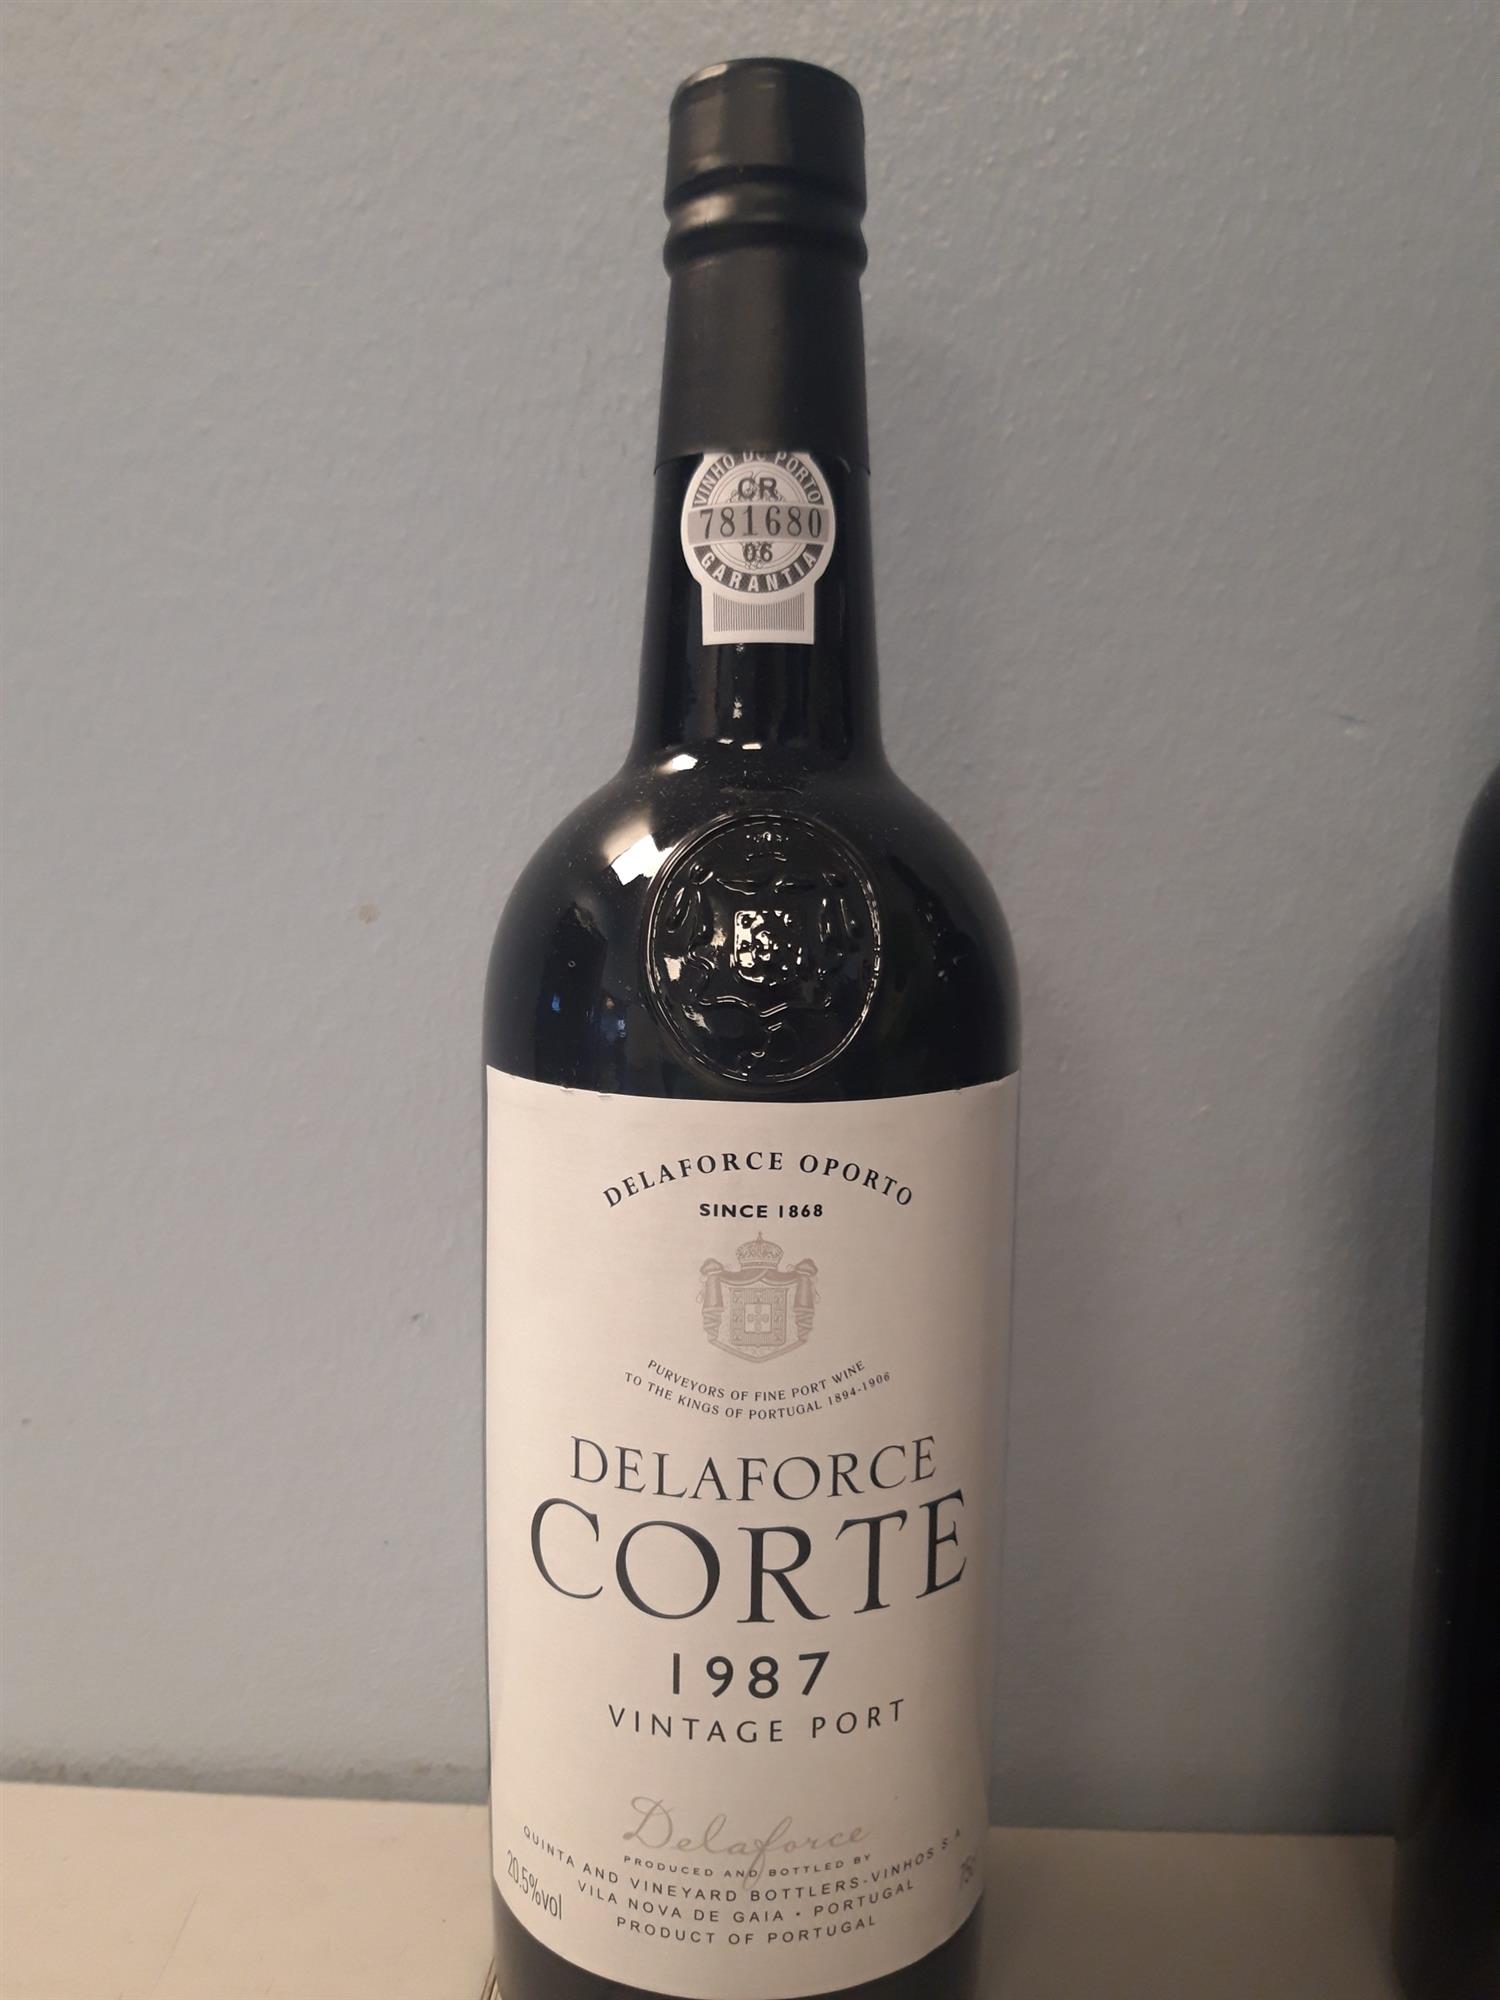 VINHO DO PORTO
CR
781680
06
GARANTIA
DELAFORCE OPORTO
SINCE 1868
PURVEYORS OF FINE PORT WINE
TO THE KINGS OF PORTUGAL 1894-1906
DELAFORCE
CORTE
1987
VINTAGE PORT
Delaforce
PRODUCED AND BOTTLED BY
QUINTA AND VINEYARD BOTTLERS-VINHOS S.A
VILA NOVA DE GAIA • PORTUGAL
PRODUCT OF PORTUGAL
20.5%vol